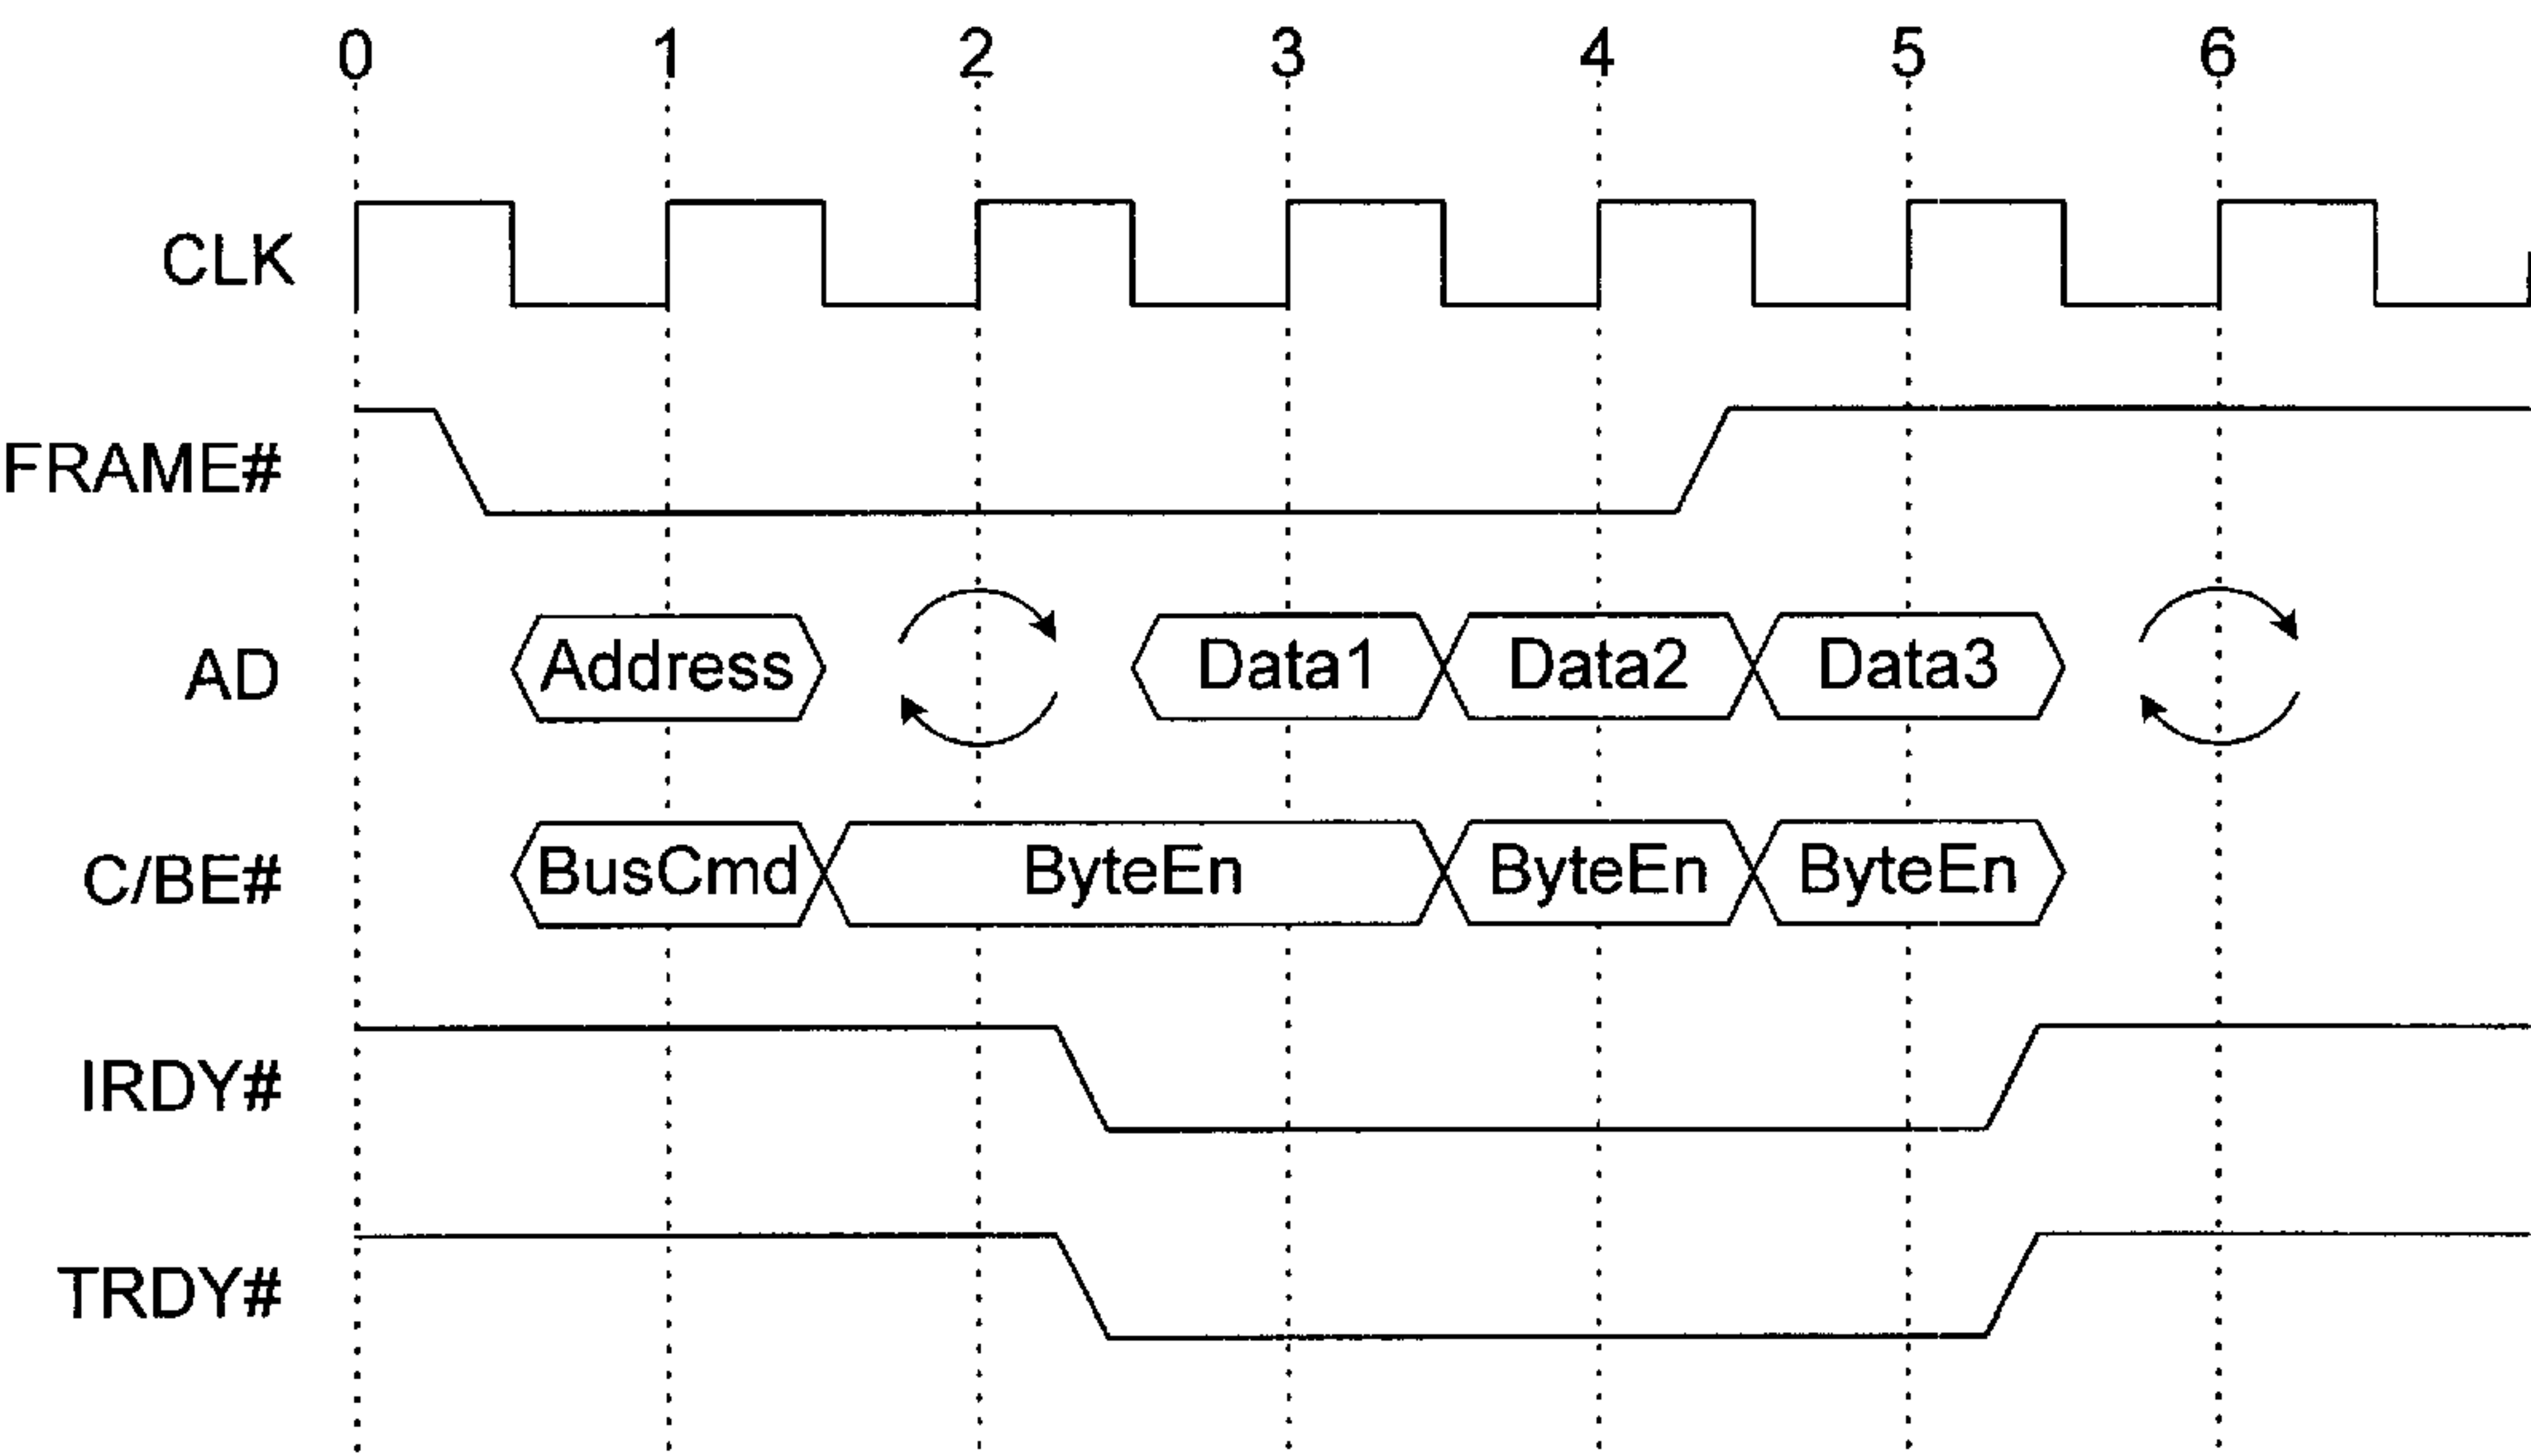 0 1 2 3 4 5 6
CLK
FRAME#
AD Address Data1 Data2 Data3
C/BE# BusCmd ByteEn ByteEn ByteEn
IRDY#
TRDY#